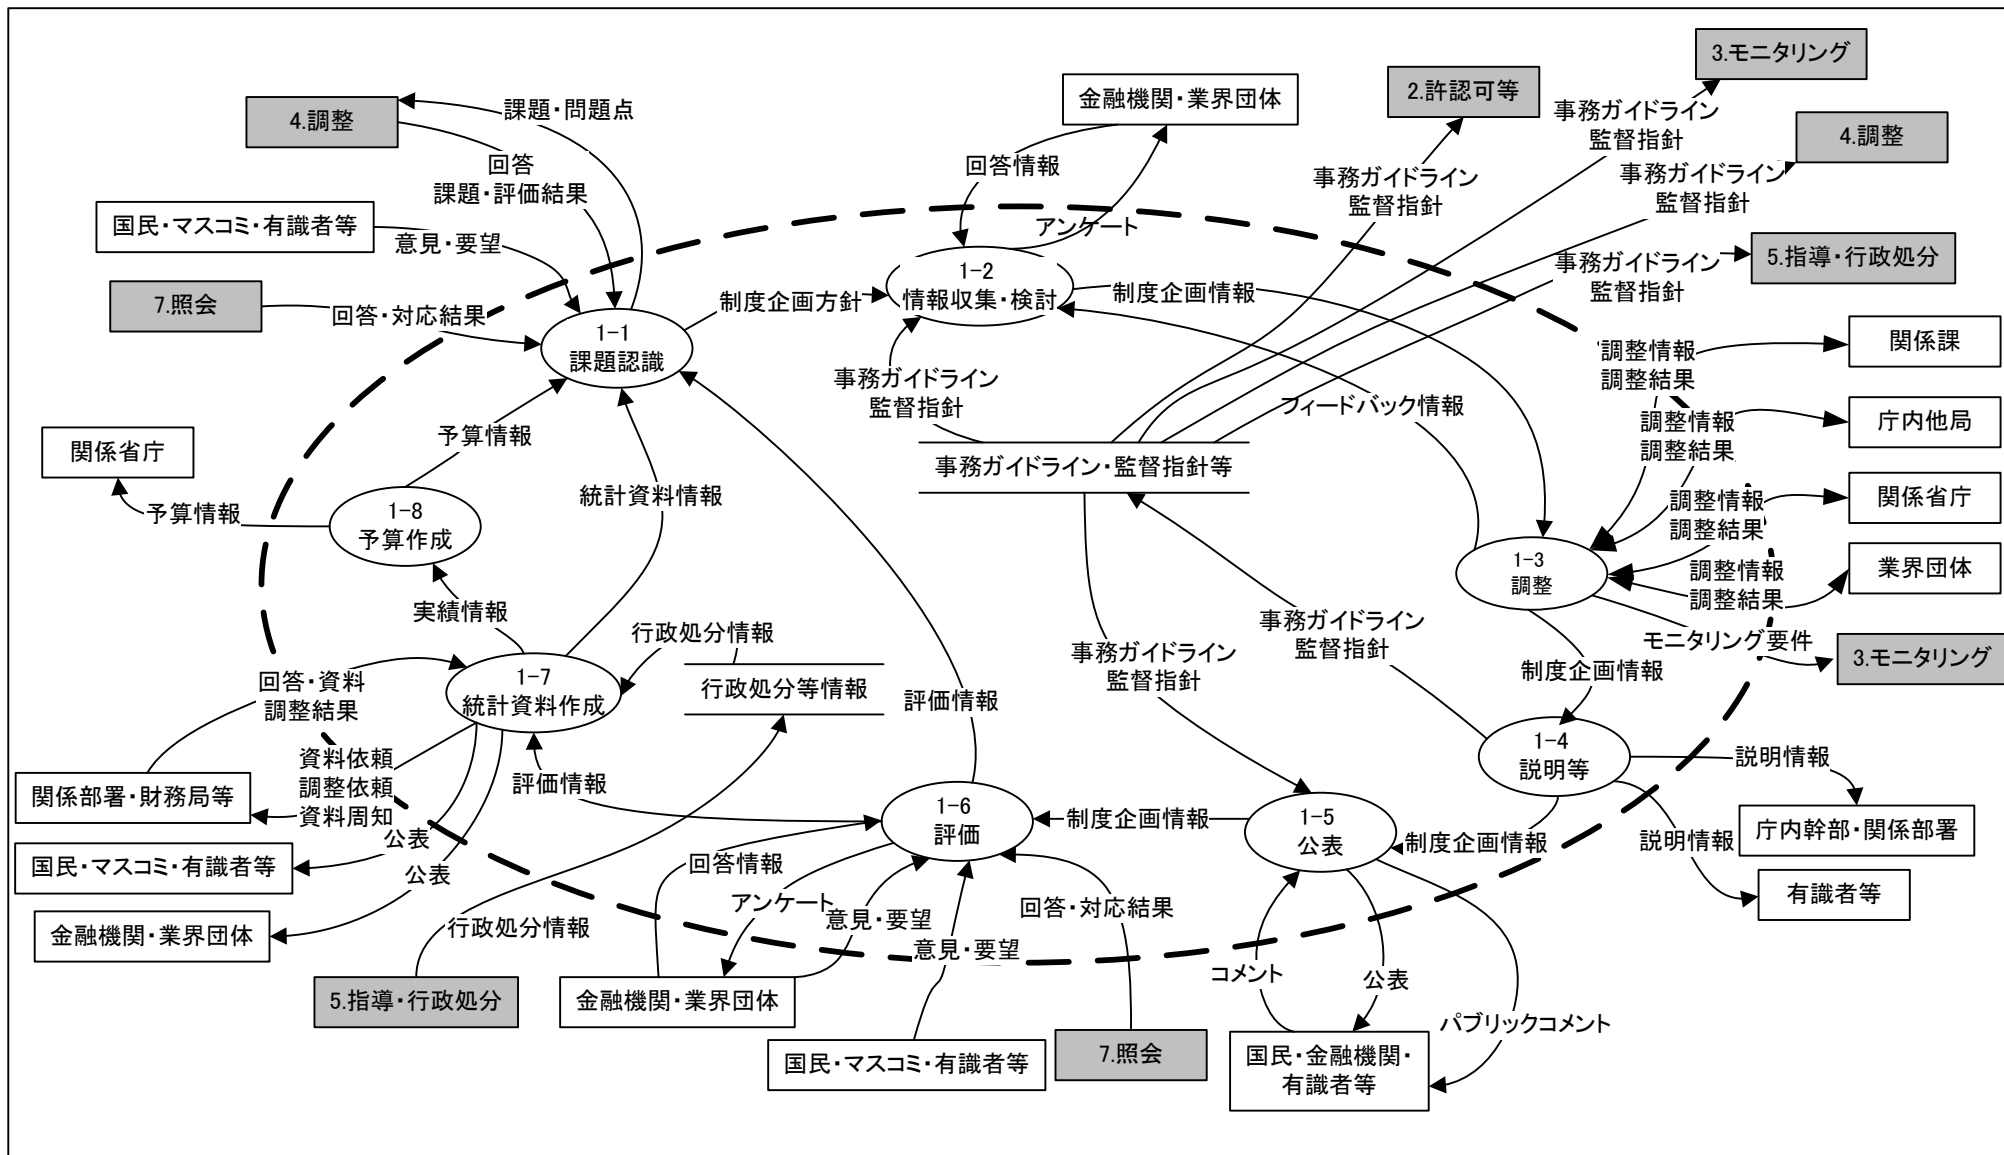 3.モニタリング
2.許認可等
金融機関・業界団体
4.調整
課題・問題点
事務ガイドライン
監督指針
4.調整
回答
課題・評価結果
回答情報
事務ガイドライン
監督指針
事務ガイドライン
監督指針
国民・マスコミ・有識者等
意見・要望
アンケート
5.指導・行政処分
事務ガイドライン
監督指針
7.照会
回答・対応結果
1-1
課題認識
制度企画方針
1-2
情報収集・検討
制度企画情報
調整情報
調整結果
関係課
事務ガイドライン
監督指針
フィードバック情報
調整情報
調整結果
庁内他局
関係省庁
予算情報
事務ガイドライン・監督指針等
統計資料情報
調整情報
調整結果
関係省庁
予算情報
1-8
予算作成
1-3
調整
調整情報
調整結果
業界団体
実績情報
行政処分情報
事務ガイドライン
監督指針
モニタリング要件
3.モニタリング
事務ガイドライン
監督指針
制度企画情報
回答・資料
調整結果
1-7
統計資料作成
行政処分等情報
評価情報
1-4
説明等
説明情報
関係部署・財務局等
資料依頼
調整依頼
資料周知
評価情報
1-6
評価
制度企画情報
1-5
公表
制度企画情報
説明情報
庁内幹部・関係部署
国民・マスコミ・有識者等
公表
公表
回答情報
アンケート
意見・要望
意見・要望
回答・対応結果
有識者等
金融機関・業界団体
行政処分情報
コメント
公表
パブリックコメント
5.指導・行政処分
金融機関・業界団体
国民・マスコミ・有識者等
7.照会
国民・金融機関・
有識者等